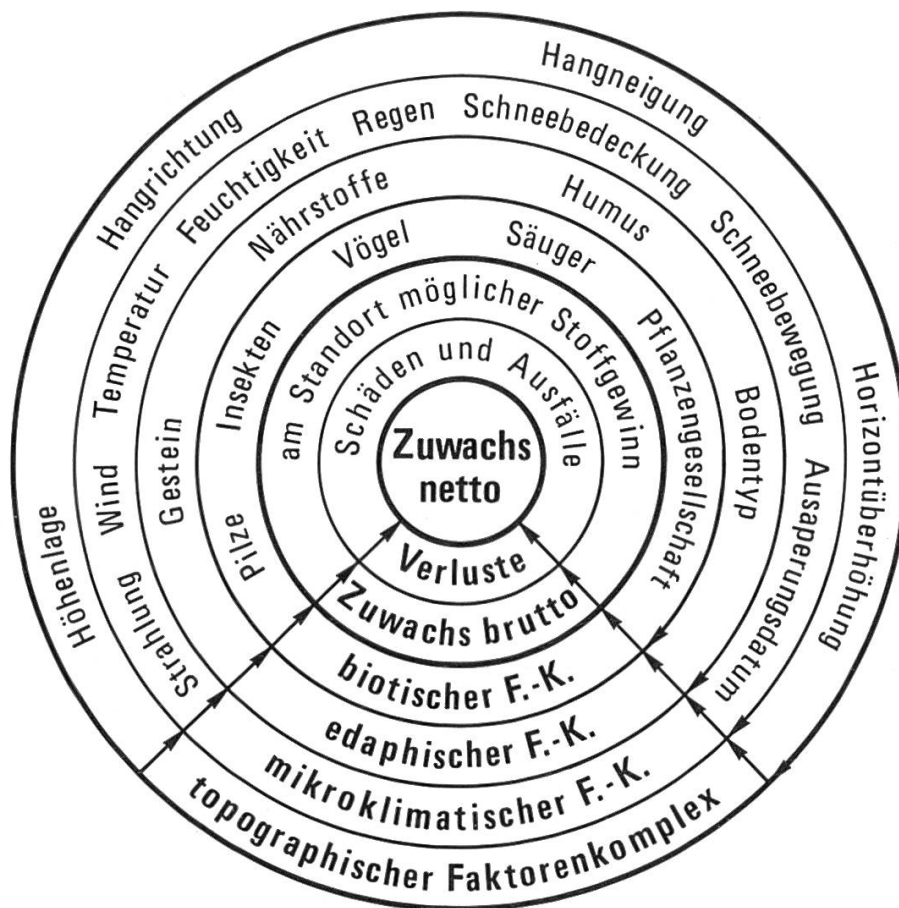 Höhenlage Hangrichtung Hangneigung Horizontüberhöhung
Strahlung Wind Temperatur Feuchtigkeit Regen Schneebedeckung Schneebewegung Ausaperungsdatum
Gestein Nährstoffe Humus Bodentyp
Pilze Insekten Vögel Säuger Pflanzengesellschaft
am Standort möglicher Stoffgewinn
Schäden und Ausfälle
Zuwachs
netto
Verluste
Zuwachs brutto
biotischer F.-K.
edaphischer F.-K.
mikroklimatischer F.-K.
topographischer Faktorenkomplex